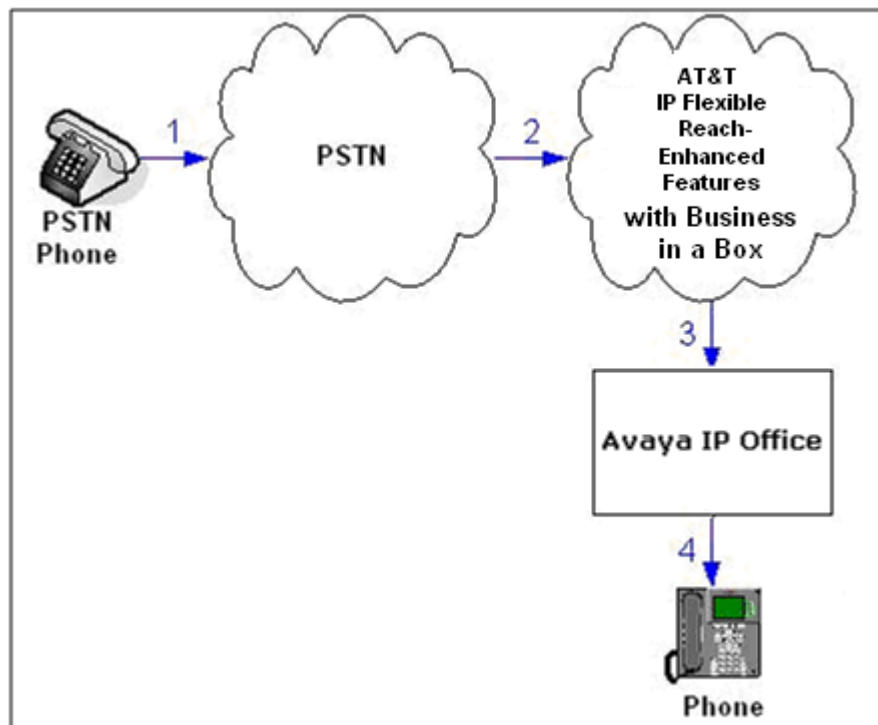 1
2
PSTN
Phone
PSTN
AT&T
IP Flexible
Reach-
Enhanced
Features
with Business
in a Box
3
Avaya IP Office
4
Phone